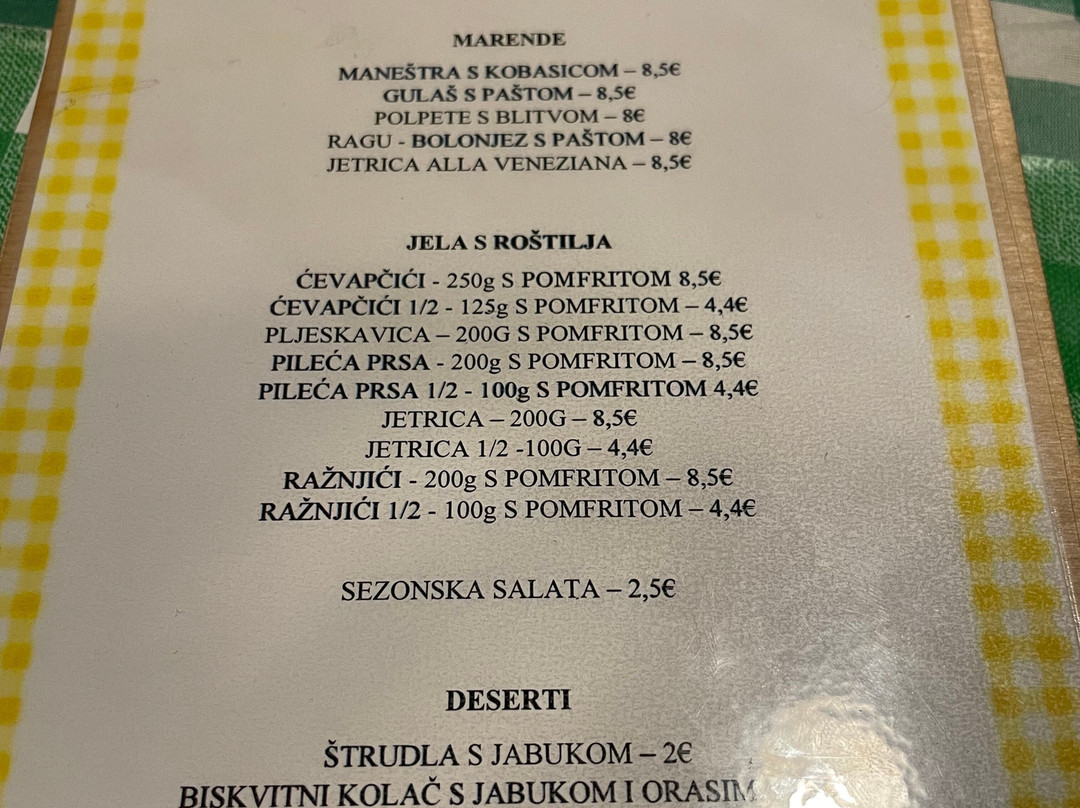 MARENDE
MANEŠTRA S KOBASICOM – 8,5€
GULAŠ S PAŠTOM – 8,5€
POLPETE S BLITVOM – 8€
RAGU - BOLONJEZ S PAŠTOM – 8€
JETRICA ALLA VENEZIANA – 8,5€
JELA S ROŠTILJA
ĆEVAPČIĆI - 250g S POMFRITOM 8,5€
ĆEVAPČIĆI 1/2 - 125g S POMFRITOM – 4,4€
PLJESKAVICA – 200G S POMFRITOM – 8,5€
PILEĆA PRSA - 200g S POMFRITOM – 8,5€
PILEĆA PRSA 1/2 - 100g S POMFRITOM 4,4€
JETRICA – 200G – 8,5€
JETRICA 1/2 -100G – 4,4€
RAŽNJIĆI - 200g S POMFRITOM – 8,5€
RAŽNJIĆI 1/2 - 100g S POMFRITOM – 4,4€
SEZONSKA SALATA – 2,5€
DESERTI
ŠTRUDLA S JABUKOM – 2€
BISKVITNI KOLAČ S JABUKOM I ORASIM